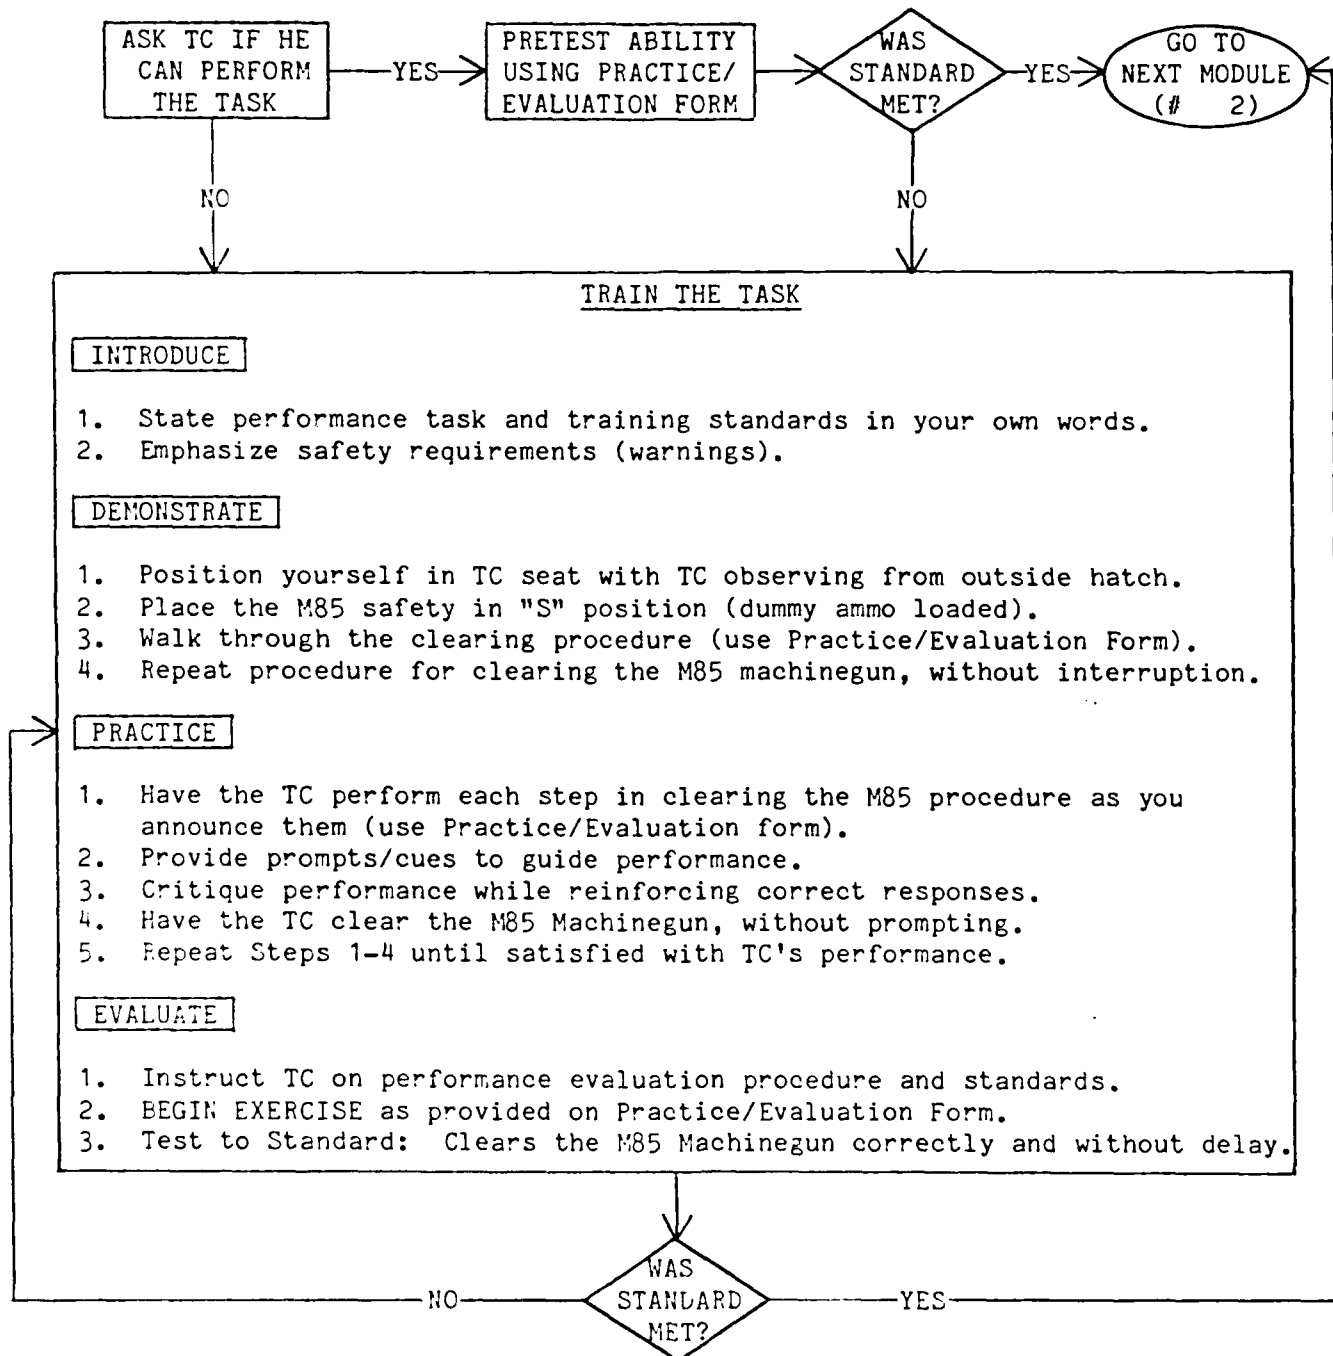 ASK TC IF HE
CAN PERFORM
THE TASK
YES
PRETEST ABILITY
USING PRACTICE/
EVALUATION FORM
WAS
STANDARD
MET?
YES
GO TO
NEXT MODULE
(# 2)
NO
NO
TRAIN THE TASK
INTRODUCE
1. State performance task and training standards in your own words.
2. Emphasize safety requirements (warnings).
DEMONSTRATE
1. Position yourself in TC seat with TC observing from outside hatch.
2. Place the M85 safety in "S" position (dummy ammo loaded).
3. Walk through the clearing procedure (use Practice/Evaluation Form).
4. Repeat procedure for clearing the M85 machinegun, without interruption.
PRACTICE
1. Have the TC perform each step in clearing the M85 procedure as you
announce them (use Practice/Evaluation form).
2. Provide prompts/cues to guide performance.
3. Critique performance while reinforcing correct responses.
4. Have the TC clear the M85 Machinegun, without prompting.
5. Repeat Steps 1-4 until satisfied with TC's performance.
EVALUATE
1. Instruct TC on performance evaluation procedure and standards.
2. BEGIN EXERCISE as provided on Practice/Evaluation Form.
3. Test to Standard: Clears the M85 Machinegun correctly and without delay.
WAS
STANDARD
MET?
NO
YES